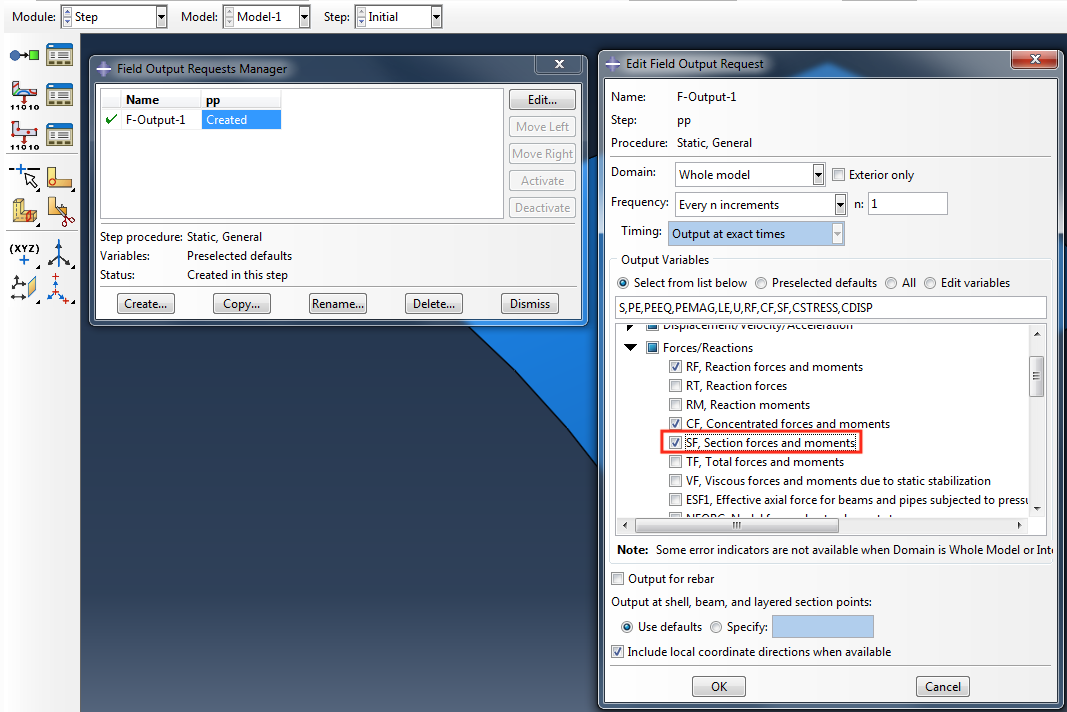 Module: Step Model: Model-1 Step: Initial
Field Output Requests Manager
Name pp
F-Output-1 Created
Edit...
Move Left
Move Right
Activate
Deactivate
Step procedure: Static, General
Variables: Preselected defaults
Status: Created in this step
Create... Copy... Rename... Delete... Dismiss
Edit Field Output Request
Name: F-Output-1
Step: pp
Procedure: Static, General
Domain: Whole model Exterior only
Frequency: Every n increments n: 1
Timing: Output at exact times
Output Variables
Select from list below Preselected defaults All Edit variables
S,PE,PEEQ,PEMAG,LE,U,RF,CF,SF,CSTRESS,CDISP
Displacement/Velocity/Acceleration
Forces/Reactions
RF, Reaction forces and moments
RT, Reaction forces
RM, Reaction moments
CF, Concentrated forces and moments
SF, Section forces and moments
TF, Total forces and moments
VF, Viscous forces and moments due to static stabilization
ESF1, Effective axial force for beams and pipes subjected to pressu
Note: Some error indicators are not available when Domain is Whole Model or Inte
Output for rebar
Output at shell, beam, and layered section points:
Use defaults Specify:
Include local coordinate directions when available
OK Cancel
11010
11010
(XYZ)